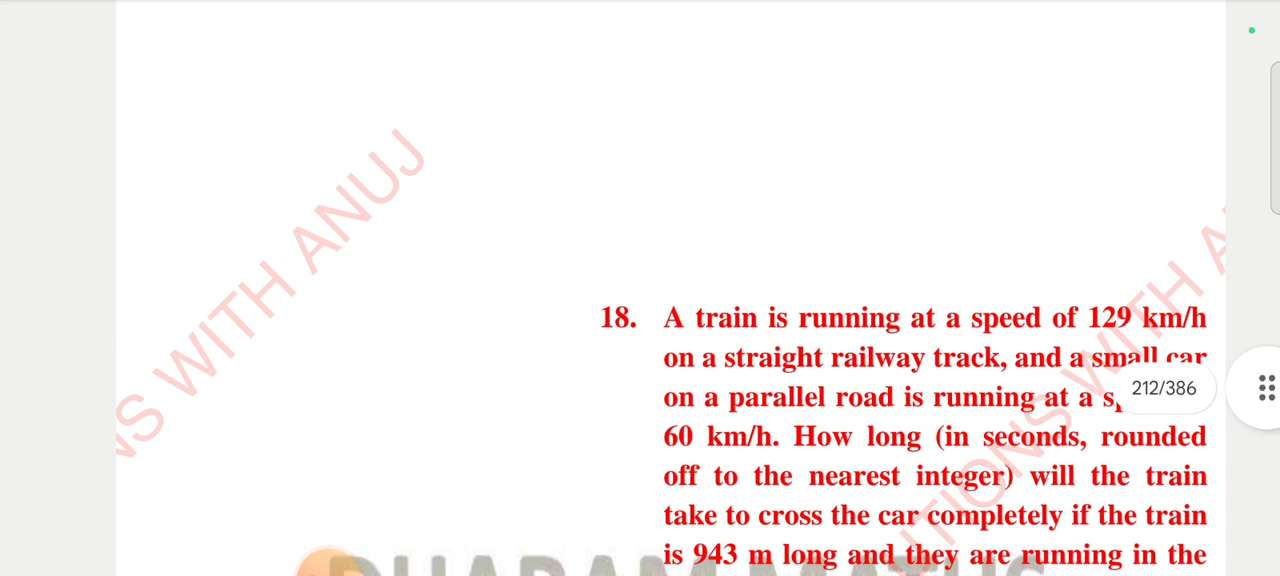 NS WITH ANUJ
18. A train is running at a speed of 129 km/h
on a straight railway track, and a small car
on a parallel road is running at a
212/386
60 km/h. How long (in seconds, rounded
off to the nearest integer) will the train
take to cross the car completely if the train
is 943 m long and they are running in the